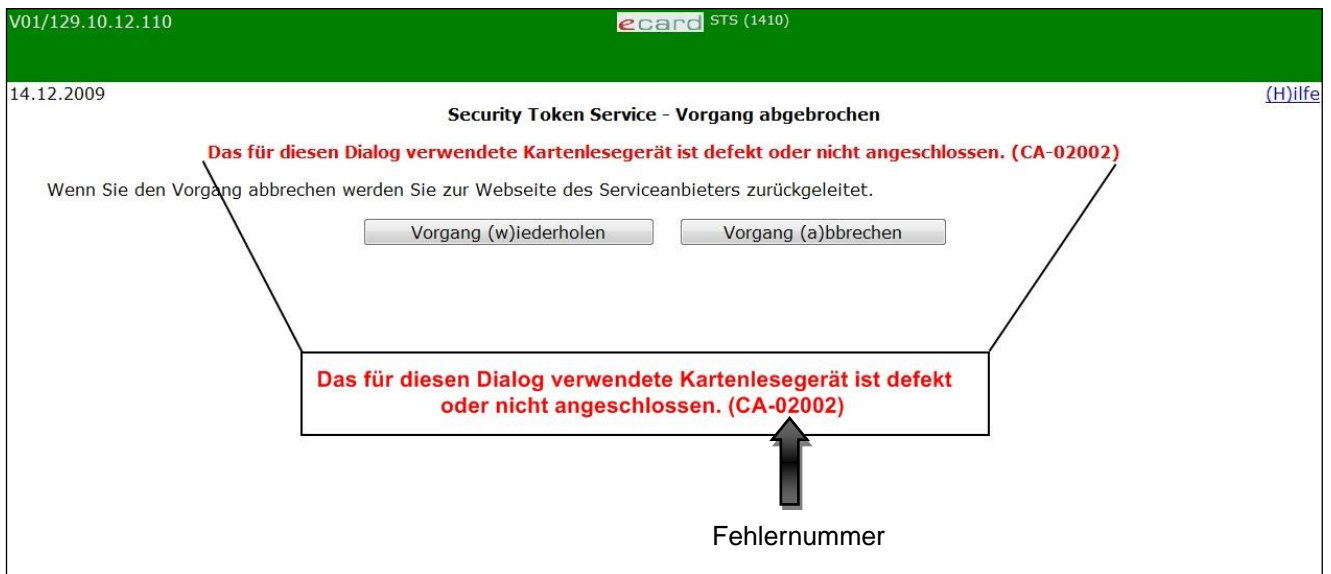 V01/129.10.12.110 ecard STS (1410)
14.12.2009 (H)ilfe
Security Token Service - Vorgang abgebrochen
Das für diesen Dialog verwendete Kartenlesegerät ist defekt oder nicht angeschlossen. (CA-02002)
Wenn Sie den Vorgang abbrechen werden Sie zur Webseite des Serviceanbieters zurückgeleitet.
Vorgang (w)iederholen Vorgang (a)bbrechen
Das für diesen Dialog verwendete Kartenlesegerät ist defekt
oder nicht angeschlossen. (CA-02002)
Fehlernummer